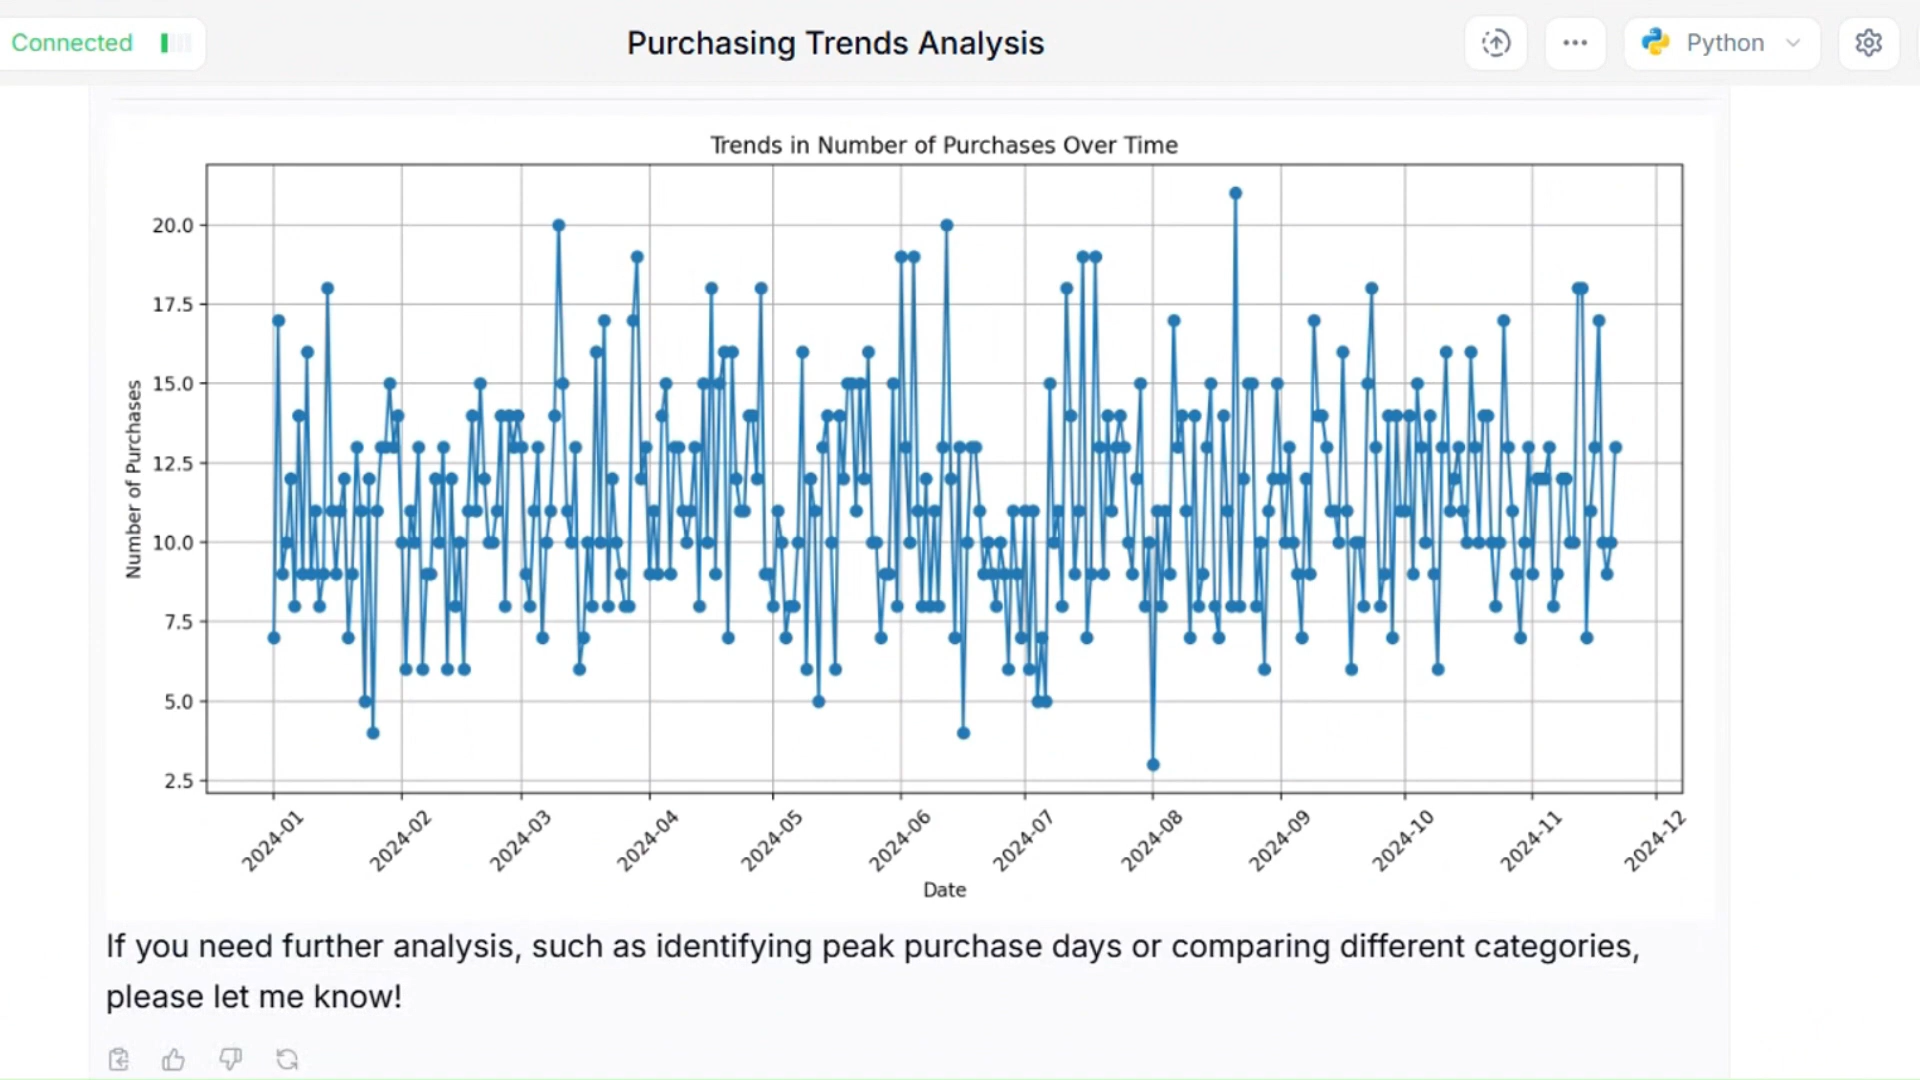 Connected
Purchasing Trends Analysis
Python
Trends in Number of Purchases Over Time
Number of Purchases
20.0
17.5
15.0
12.5
10.0
7.5
5.0
2.5
2024-01
2024-02
2024-03
2024-04
2024-05
2024-06
2024-07
2024-08
2024-09
2024-10
2024-11
2024-12
Date
If you need further analysis, such as identifying peak purchase days or comparing different categories,
please let me know!